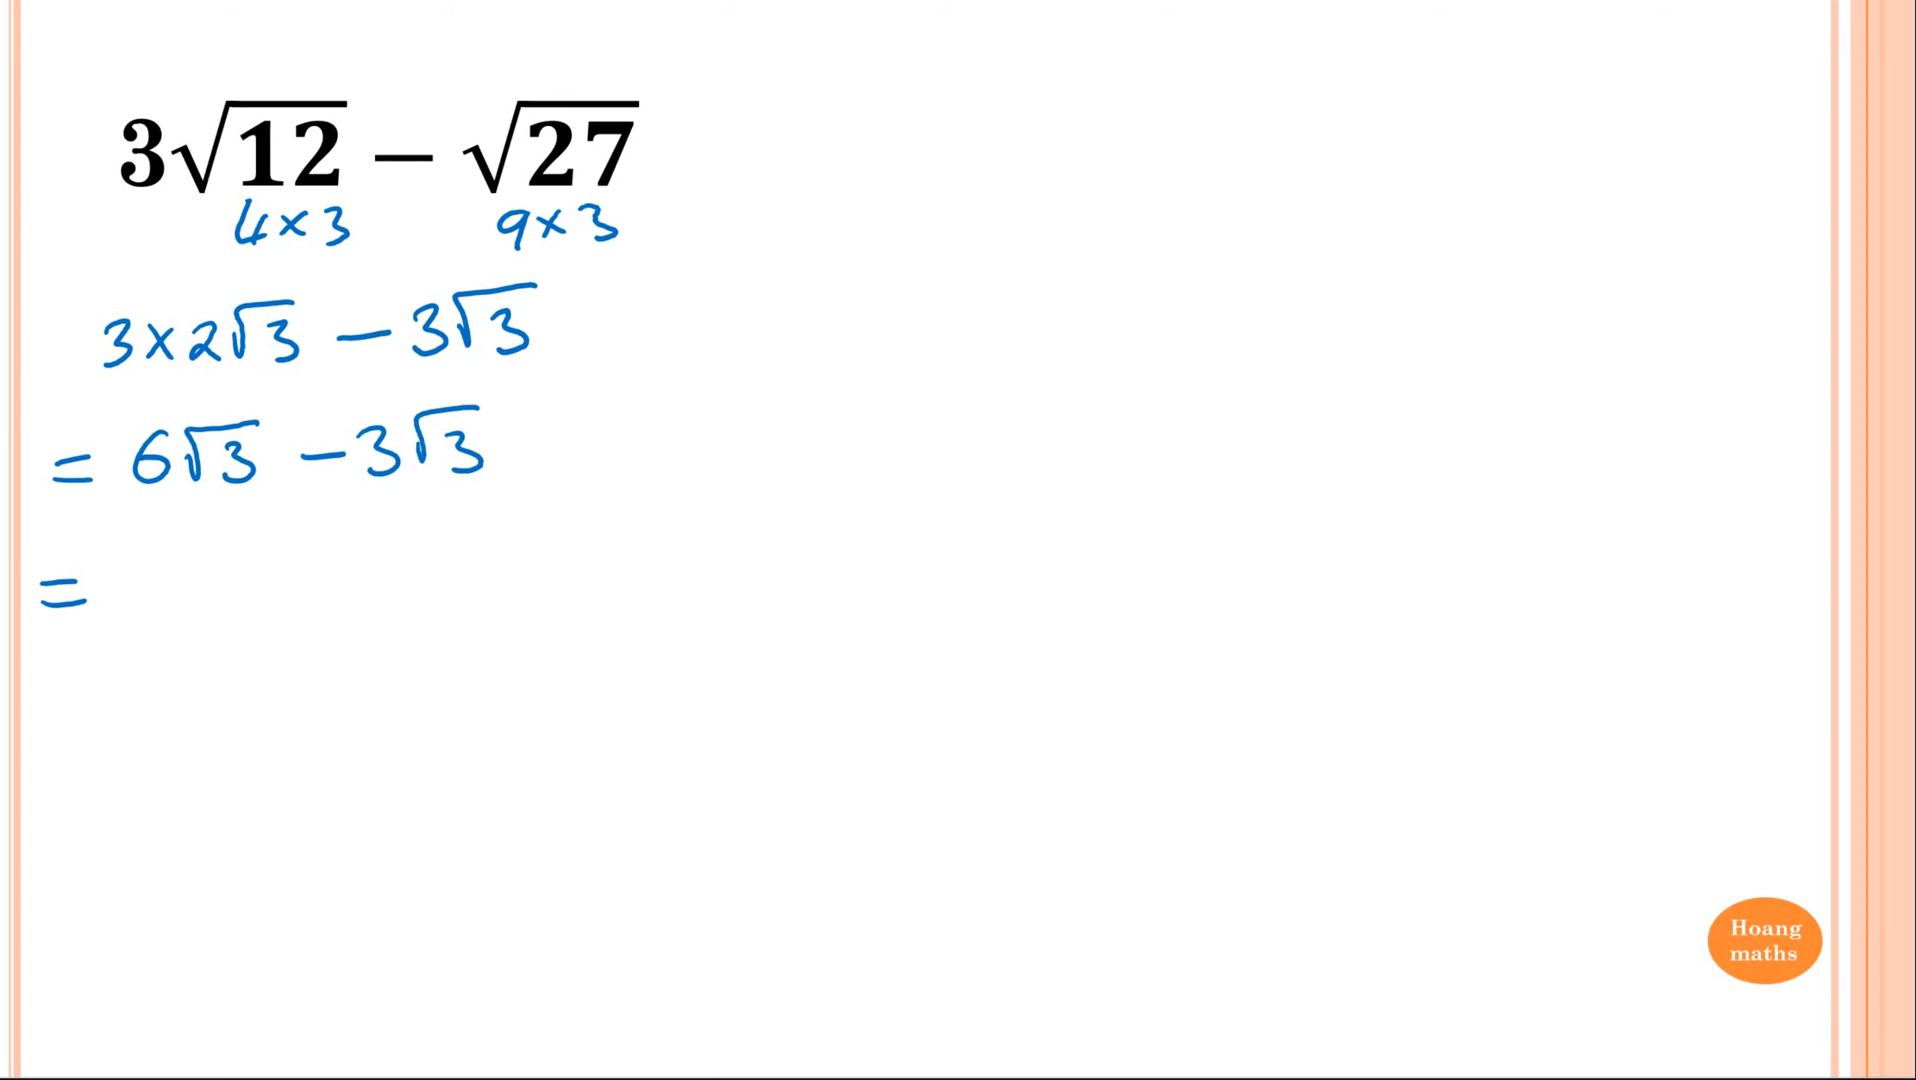 3√12 − √27
4×3 9×3
3×2√3 − 3√3
= 6√3 − 3√3
=
Hoang
maths